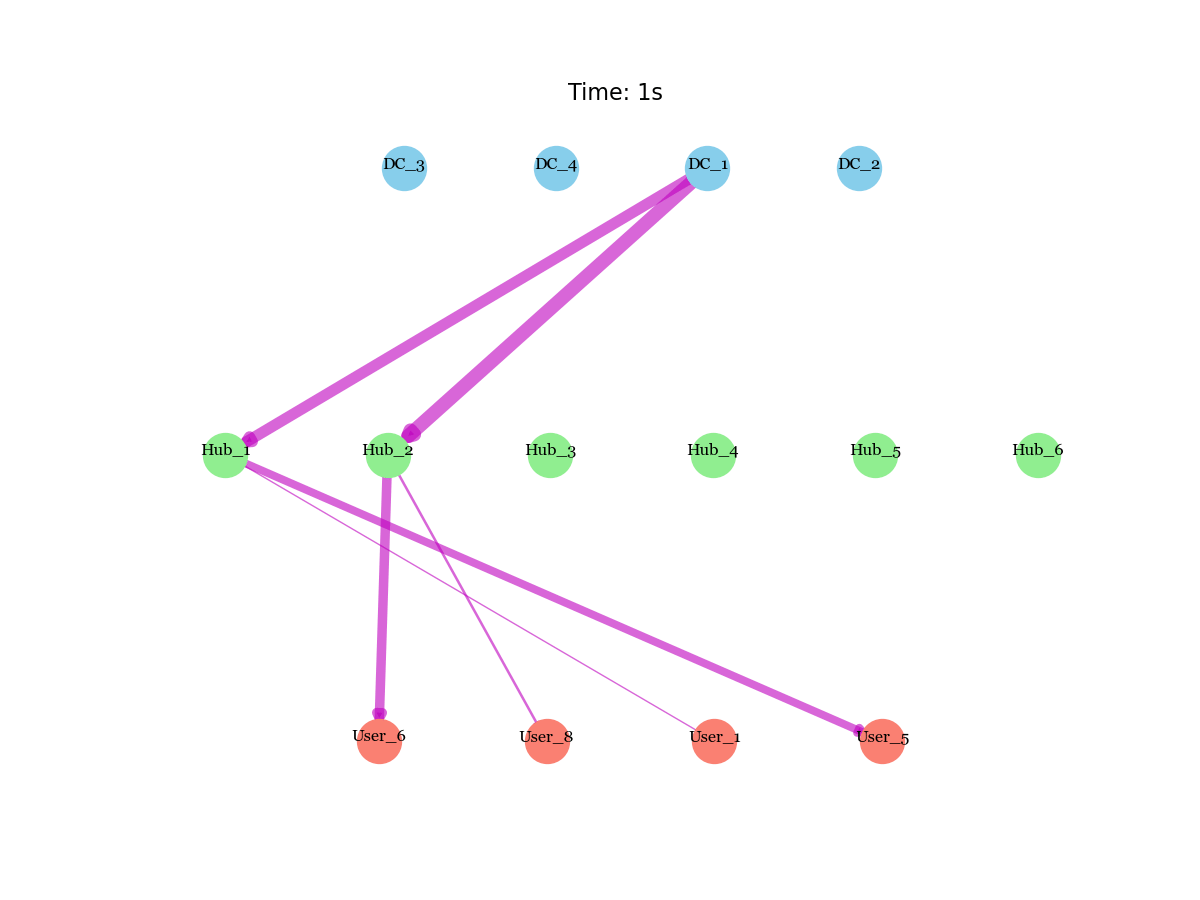 Time: 1s
DC_3 DC_4 DC_1 DC_2
Hub_1 Hub_2 Hub_3 Hub_4 Hub_5 Hub_6
User_6 User_8 User_1 User_5